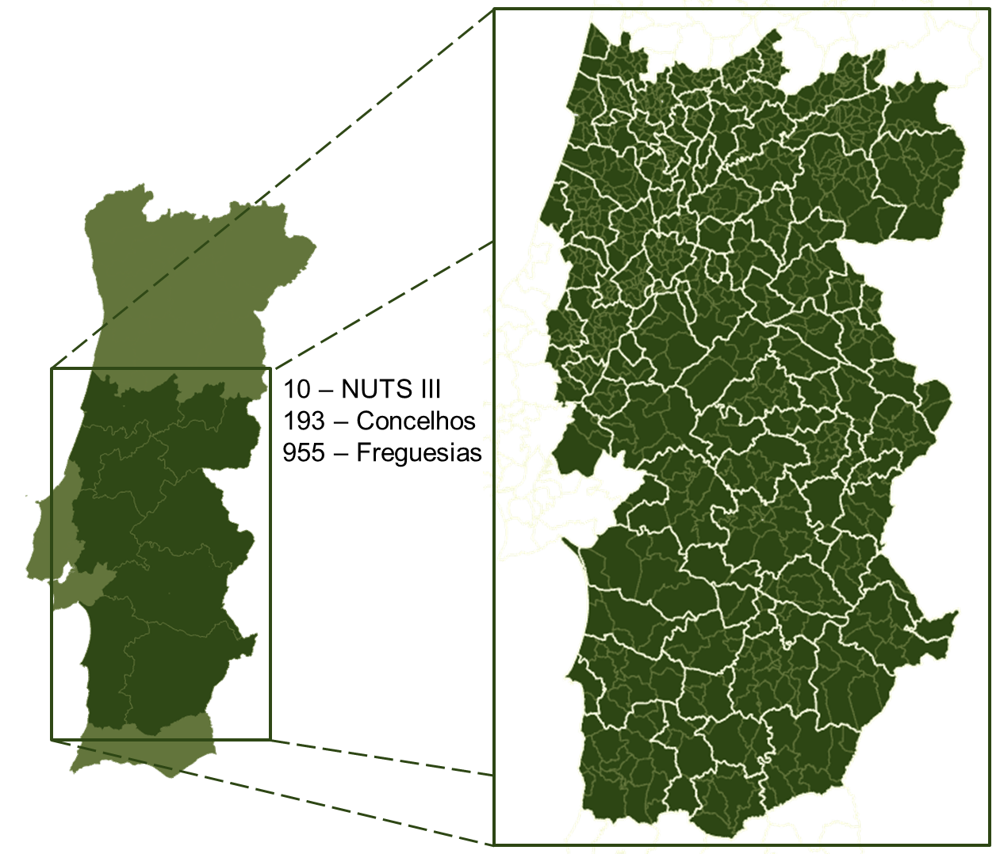 10 – NUTS III
193 – Concelhos
955 – Freguesias